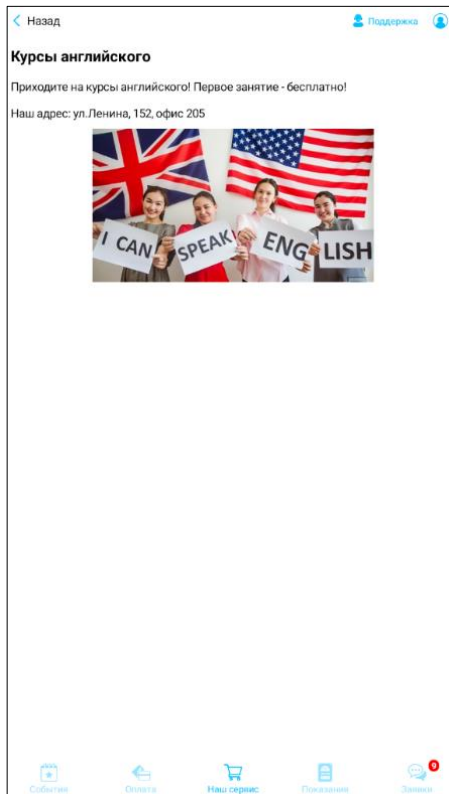 Назад
Поддержка
Курсы английского
Приходите на курсы английского! Первое занятие - бесплатно!
Наш адрес: ул.Ленина, 152, офис 205
I CAN SPEAK ENG LISH
События Оплата Наш сервис Показания Заявки
9